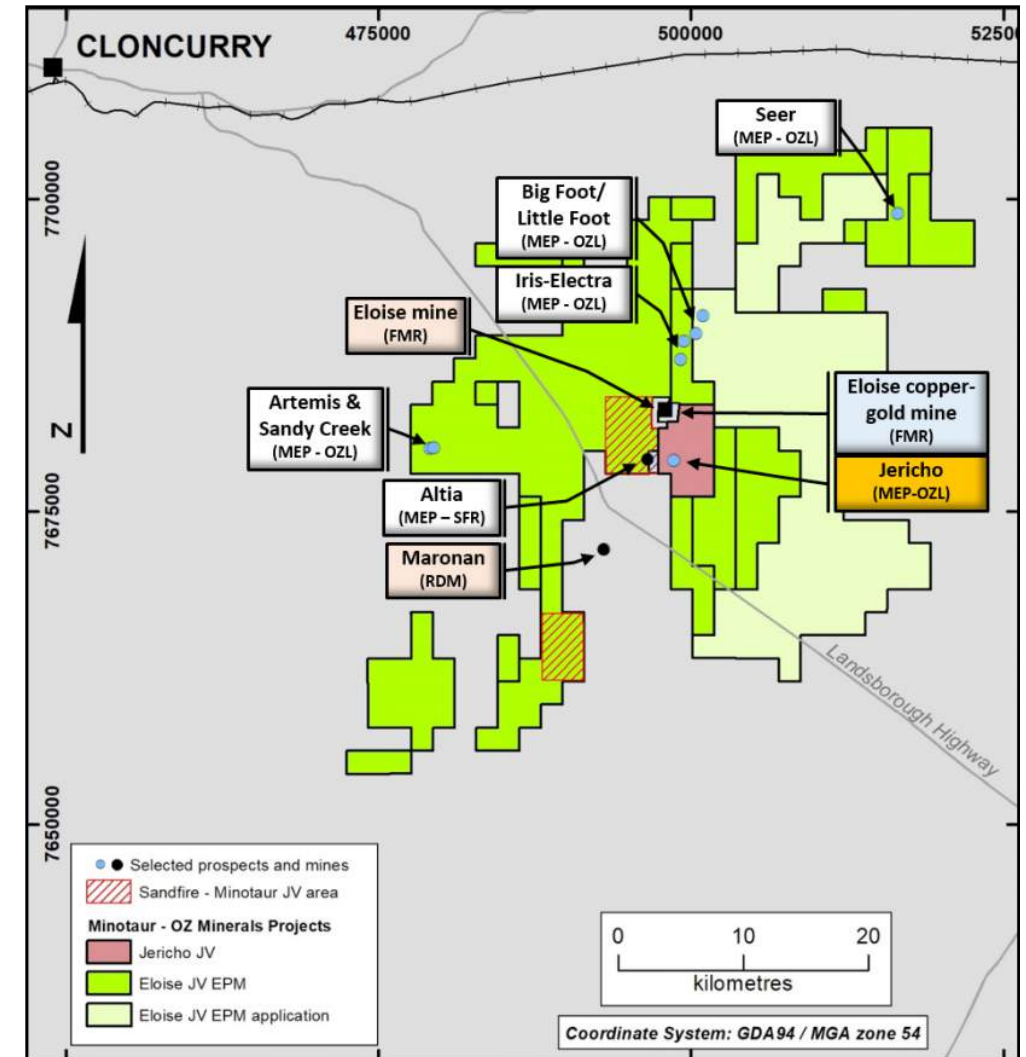 CLONCURRY
475000
500000
52500
7700000
7675000
7650000
N
Seer
(MEP - OZL)
Big Foot/
Little Foot
(MEP - OZL)
Iris-Electra
(MEP - OZL)
Eloise mine
(FMR)
Artemis &
Sandy Creek
(MEP - OZL)
Eloise copper-
gold mine
(FMR)
Jericho
(MEP-OZL)
Altia
(MEP – SFR)
Maronan
(RDM)
Landsborough Highway
Selected prospects and mines
Sandfire - Minotaur JV area
Minotaur - OZ Minerals Projects
Jericho JV
Eloise JV EPM
Eloise JV EPM application
0 10 20
kilometres
Coordinate System: GDA94 / MGA zone 54